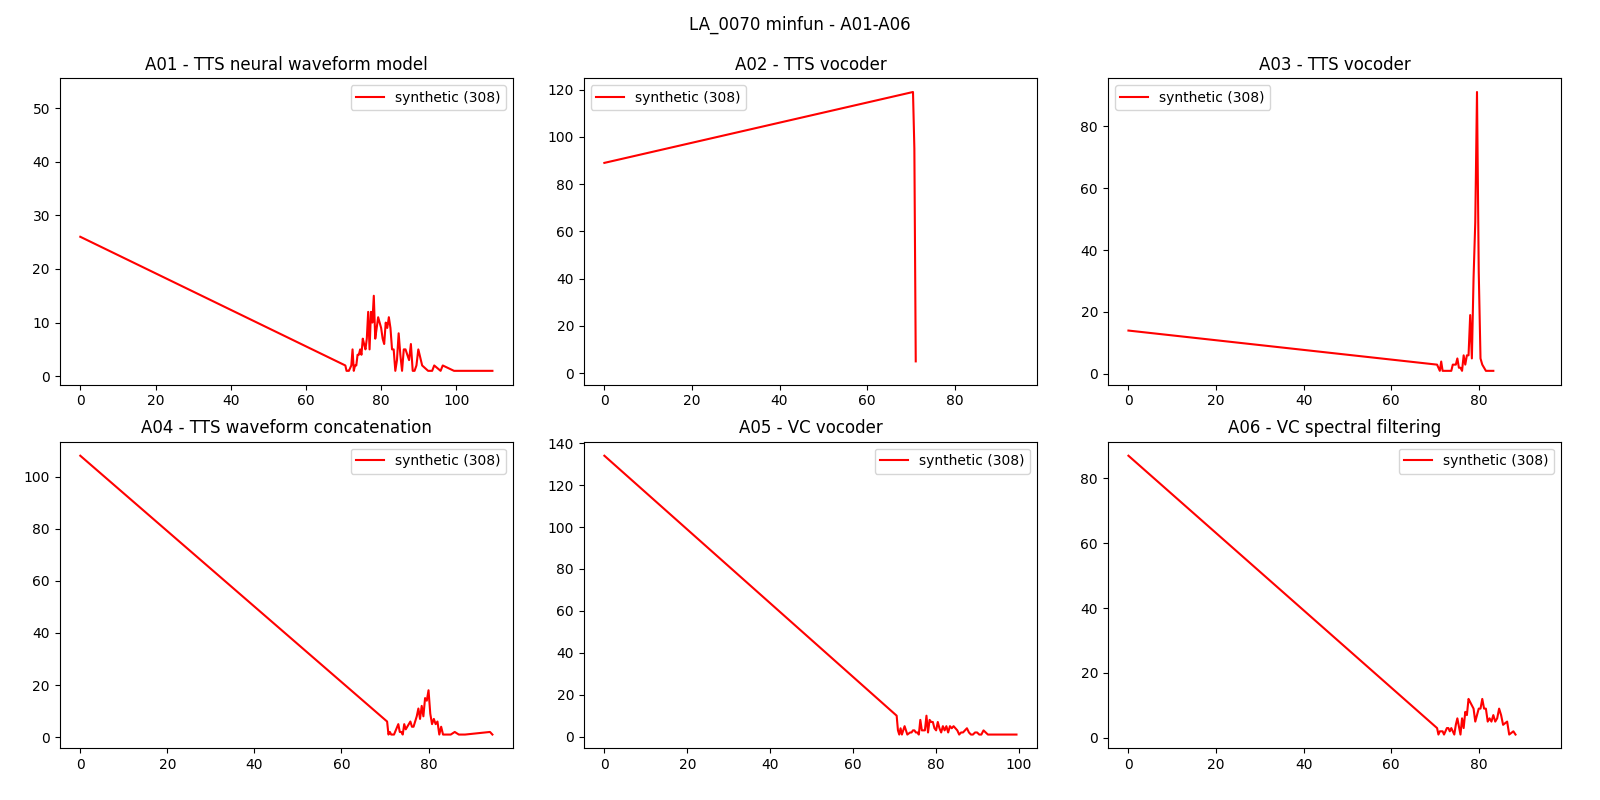 LA_0070 minfun - A01-A06
A01 - TTS neural waveform model
synthetic (308)
50
40
30
20
10
0
0 20 40 60 80 100
A02 - TTS vocoder
synthetic (308)
120
100
80
60
40
20
0
0 20 40 60 80
A03 - TTS vocoder
synthetic (308)
80
60
40
20
0
0 20 40 60 80
A04 - TTS waveform concatenation
synthetic (308)
100
80
60
40
20
0
0 20 40 60 80
A05 - VC vocoder
synthetic (308)
140
120
100
80
60
40
20
0
0 20 40 60 80 100
A06 - VC spectral filtering
synthetic (308)
80
60
40
20
0
0 20 40 60 80